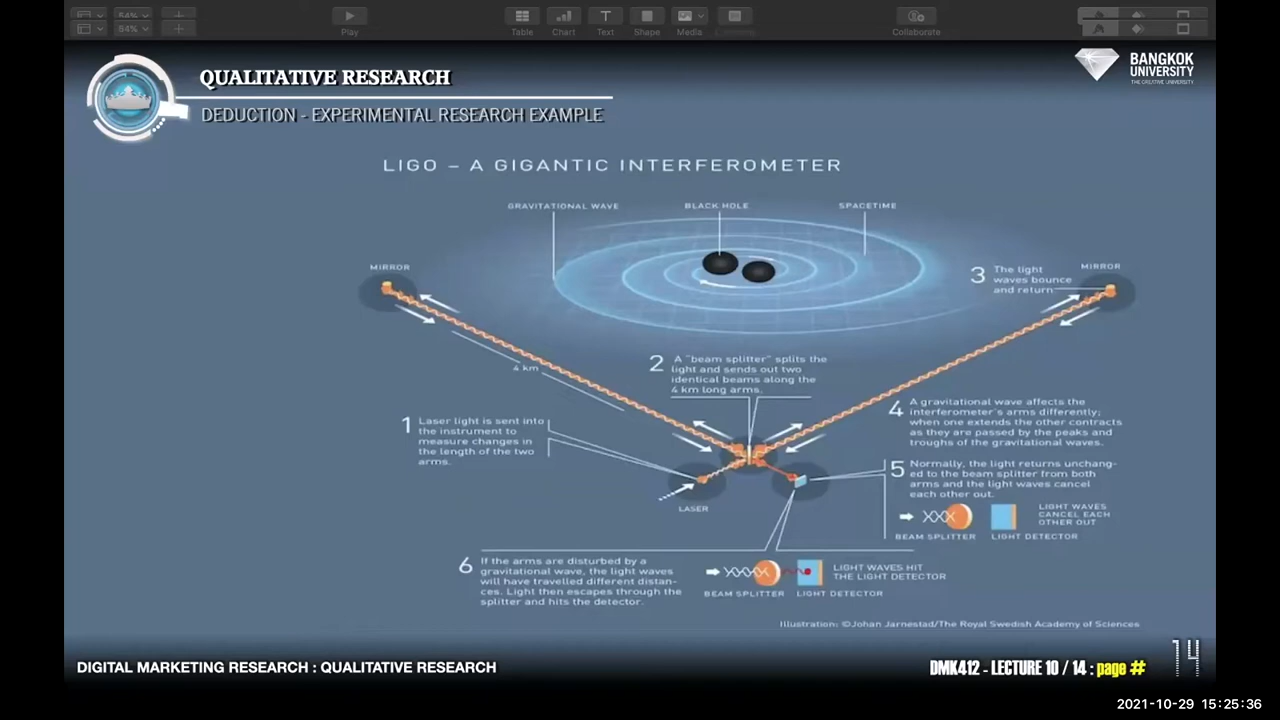 54%
54%
Play
Table
Chart
Text
Shape
Media
Collaborate
QUALITATIVE RESEARCH
DEDUCTION - EXPERIMENTAL RESEARCH EXAMPLE
BANGKOK
UNIVERSITY
THE CREATIVE UNIVERSITY
LIGO – A GIGANTIC INTERFEROMETER
GRAVITATIONAL WAVE
BLACK HOLE
SPACETIME
MIRROR
3 The light
waves bounce
and return.
MIRROR
4 km
2 A "beam splitter" splits the
light and sends out two
identical beams along the
4 km long arms.
1 Laser light is sent into
the instrument to
measure changes in
the length of the two
arms.
4 A gravitational wave affects the
interferometer's arms differently;
when one extends the other contracts
as they are passed by the peaks and
troughs of the gravitational waves.
5 Normally, the light returns unchang-
ed to the beam splitter from both
arms and the light waves cancel
each other out.
LASER
LIGHT WAVES
CANCEL EACH
OTHER OUT
BEAM SPLITTER
LIGHT DETECTOR
6 If the arms are disturbed by a
gravitational wave, the light waves
will have travelled different distan-
ces. Light then escapes through the
splitter and hits the detector.
LIGHT WAVES HIT
THE LIGHT DETECTOR
BEAM SPLITTER
LIGHT DETECTOR
Illustration: ©Johan Jarnestad/The Royal Swedish Academy of Sciences
DIGITAL MARKETING RESEARCH : QUALITATIVE RESEARCH
DMK412 - LECTURE 10 / 14 : page #
14
2021-10-29 15:25:36